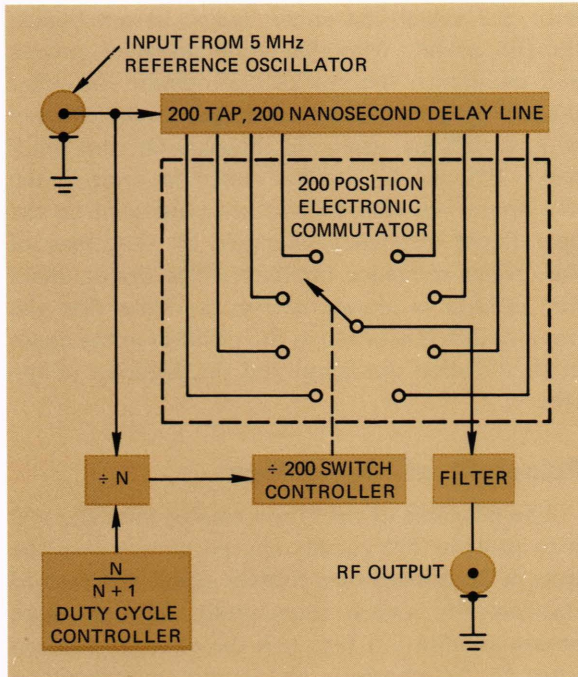 INPUT FROM 5 MHz
REFERENCE OSCILLATOR
200 TAP, 200 NANOSECOND DELAY LINE
200 POSITION
ELECTRONIC
COMMUTATOR
÷ N
÷ 200 SWITCH
CONTROLLER
FILTER
N
N + 1
DUTY CYCLE
CONTROLLER
RF OUTPUT